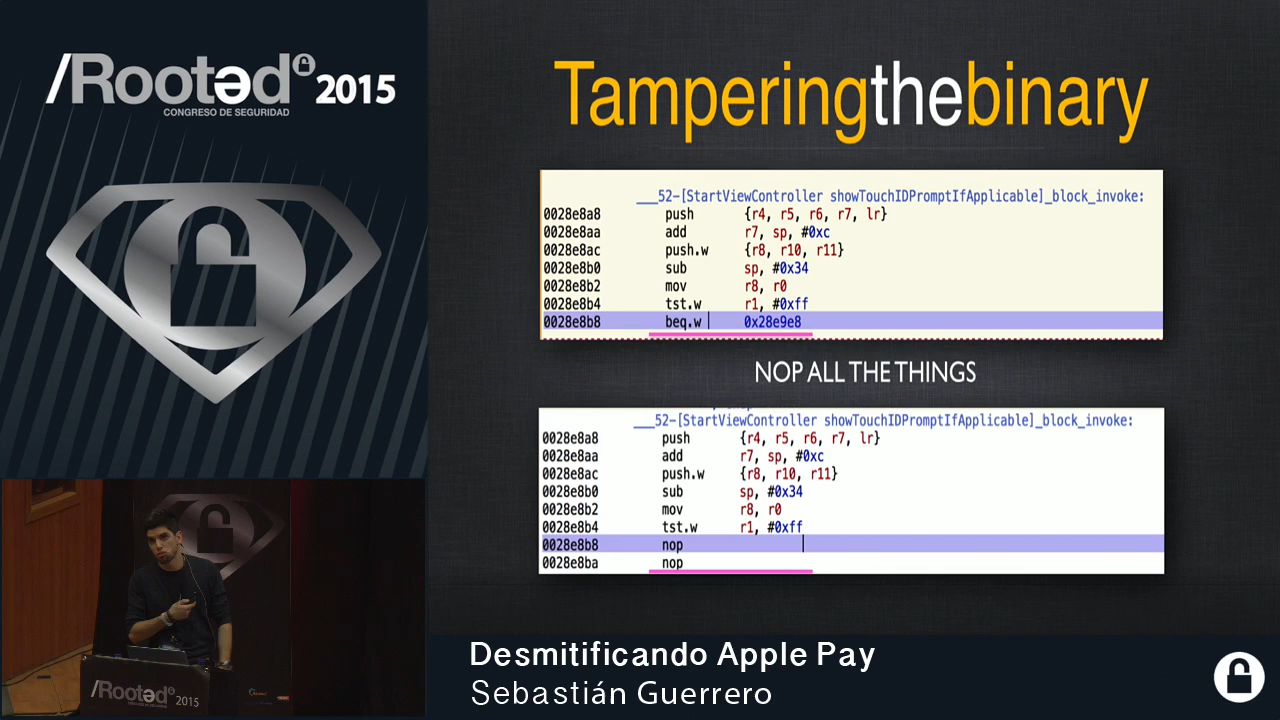 /Rooted 2015
CONGRESO DE SEGURIDAD
Tamperingthebinary
___52-[StartViewController showTouchIDPromptIfApplicable]_block_invoke:
0028e8a8 push {r4, r5, r6, r7, lr}
0028e8aa add r7, sp, #0xc
0028e8ac push.w {r8, r10, r11}
0028e8b0 sub sp, #0x34
0028e8b2 mov r8, r0
0028e8b4 tst.w r1, #0xff
0028e8b8 beq.w 0x28e9e8
NOP ALL THE THINGS
___52-[StartViewController showTouchIDPromptIfApplicable]_block_invoke:
0028e8a8 push {r4, r5, r6, r7, lr}
0028e8aa add r7, sp, #0xc
0028e8ac push.w {r8, r10, r11}
0028e8b0 sub sp, #0x34
0028e8b2 mov r8, r0
0028e8b4 tst.w r1, #0xff
0028e8b8 nop
0028e8ba nop
/Rooted 2015
Desmitificando Apple Pay
Sebastián Guerrero